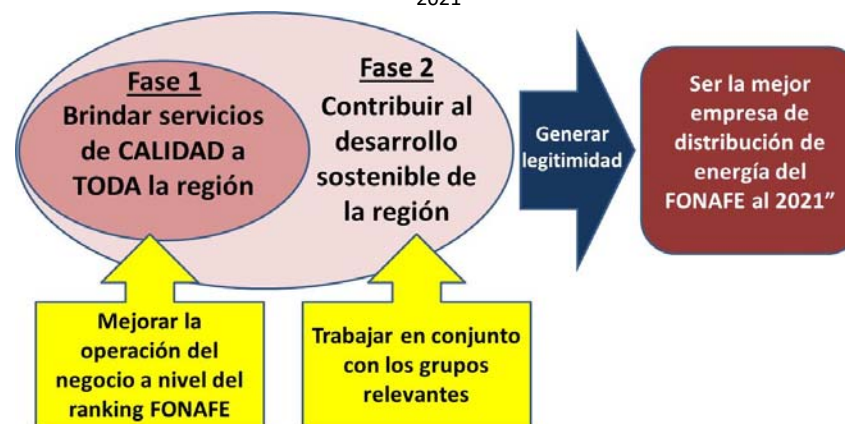 2021
Fase 1
Brindar servicios
de CALIDAD a
TODA la región
Fase 2
Contribuir al
desarrollo
sostenible de
la región
Generar
legitimidad
Ser la mejor
empresa de
distribución de
energía del
FONAFE al 2021”
Mejorar la
operación del
negocio a nivel del
ranking FONAFE
Trabajar en conjunto
con los grupos
relevantes